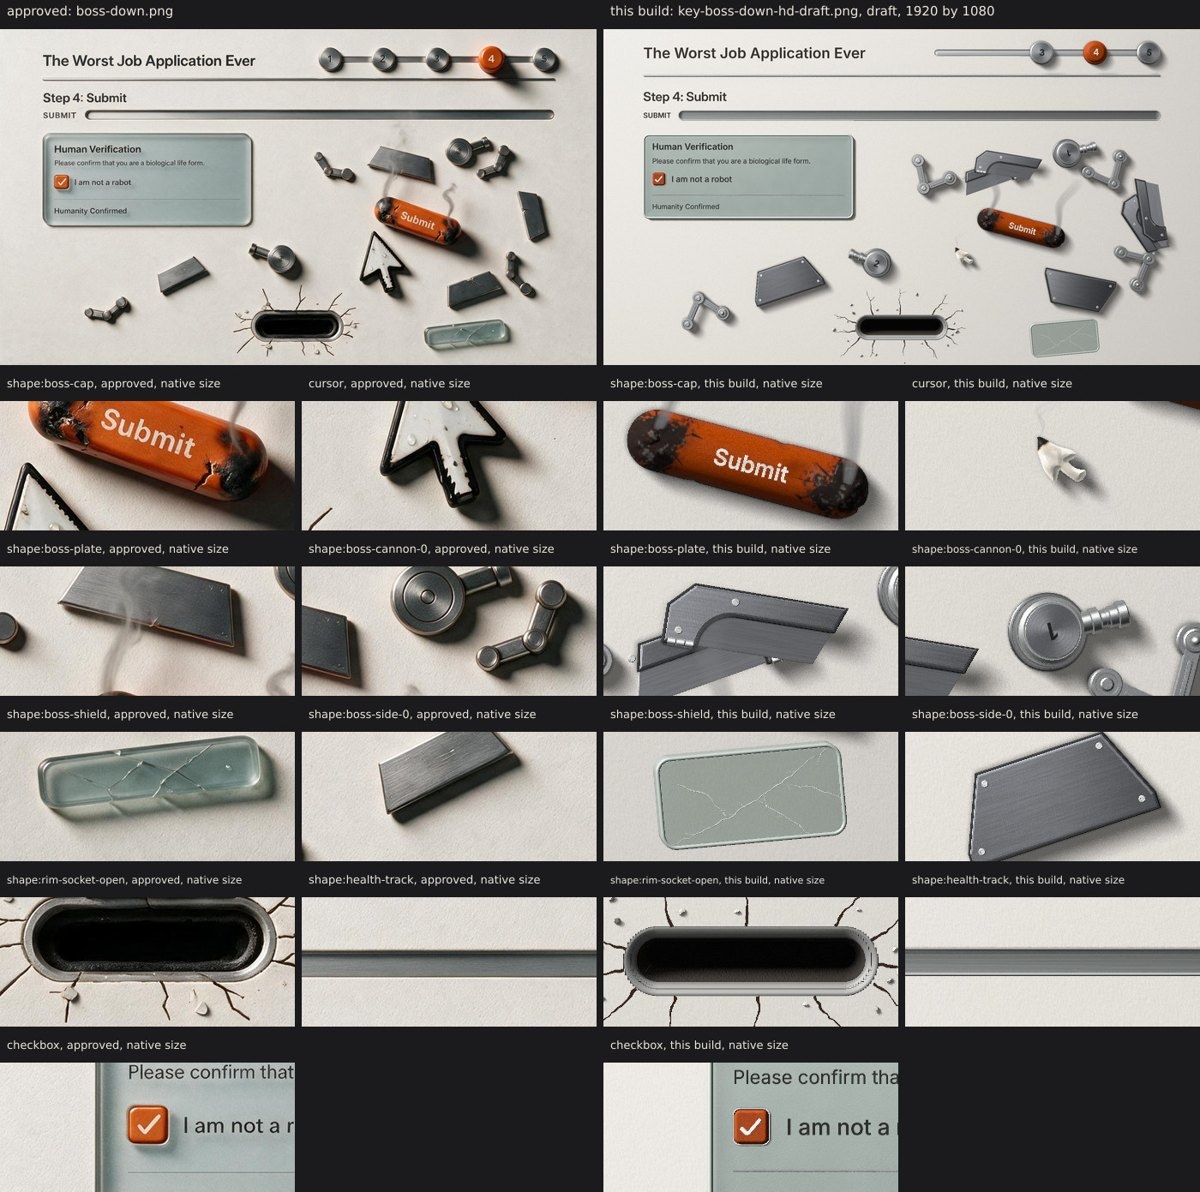 approved: boss-down.png
this build: key-boss-down-hd-draft.png, draft, 1920 by 1080
The Worst Job Application Ever
1 2 3 4 5
The Worst Job Application Ever
3 4 5
Step 4: Submit
SUBMIT
Step 4: Submit
SUBMIT
Human Verification
Please confirm that you are a biological life form.
I am not a rabot
Humanity Confirmed
Submit
Human Verification
Please confirm that you are a biological life form.
I am not a robot
Humanity Confirmed
1
Submit
2
shape:boss-cap, approved, native size
cursor, approved, native size
shape:boss-cap, this build, native size
cursor, this build, native size
Submit
Submit
shape:boss-plate, approved, native size
shape:boss-cannon-0, approved, native size
shape:boss-plate, this build, native size
shape:boss-cannon-0, this build, native size
1
shape:boss-shield, approved, native size
shape:boss-side-0, approved, native size
shape:boss-shield, this build, native size
shape:boss-side-0, this build, native size
shape:rim-socket-open, approved, native size
shape:health-track, approved, native size
shape:rim-socket-open, this build, native size
shape:health-track, this build, native size
checkbox, approved, native size
checkbox, this build, native size
Please confirm that
I am not a r
Please confirm tha
I am not a